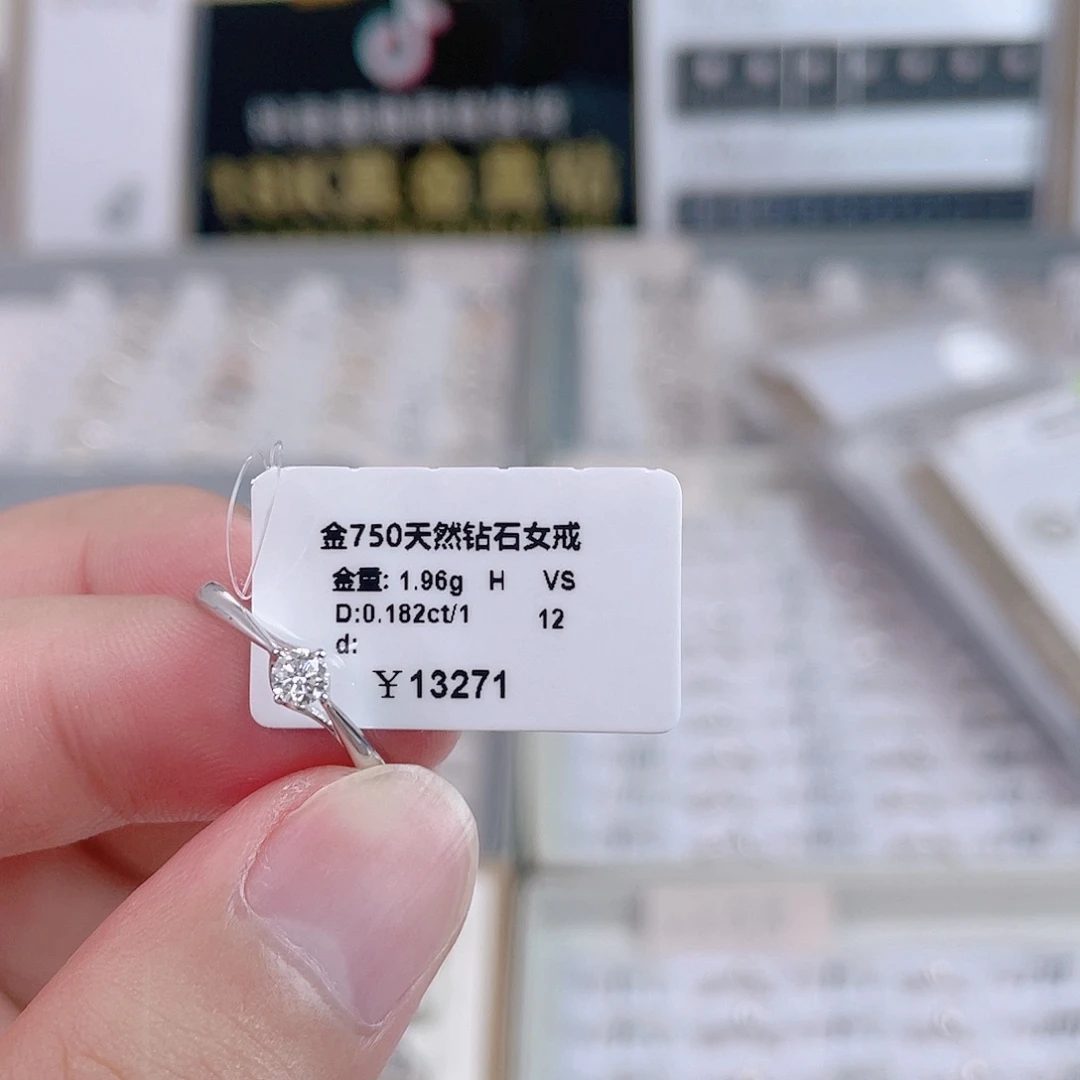 金750天然钻石女戒
金重: 1.96g H VS
D:0.182ct/1 12
d:
¥13271